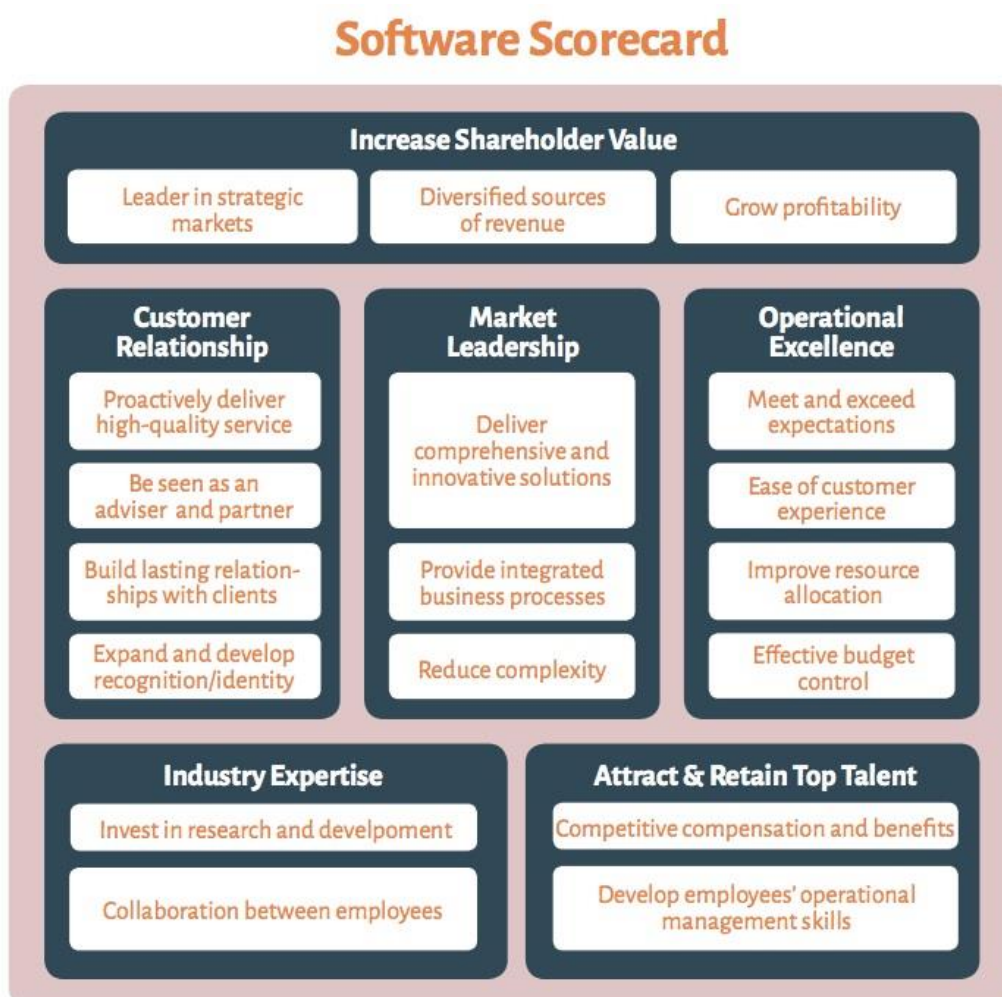 Software Scorecard
Increase Shareholder Value
Leader in strategic
markets
Diversified sources
of revenue
Grow profitability
Customer
Relationship
Proactively deliver
high-quality service
Be seen as an
adviser and partner
Build lasting relation-
ships with clients
Expand and develop
recognition/identity
Market
Leadership
Deliver
comprehensive and
innovative solutions
Provide integrated
business processes
Reduce complexity
Operational
Excellence
Meet and exceed
expectations
Ease of customer
experience
Improve resource
allocation
Effective budget
control
Industry Expertise
Invest in research and develpoment
Collaboration between employees
Attract & Retain Top Talent
Competitive compensation and benefits
Develop employees' operational
management skills